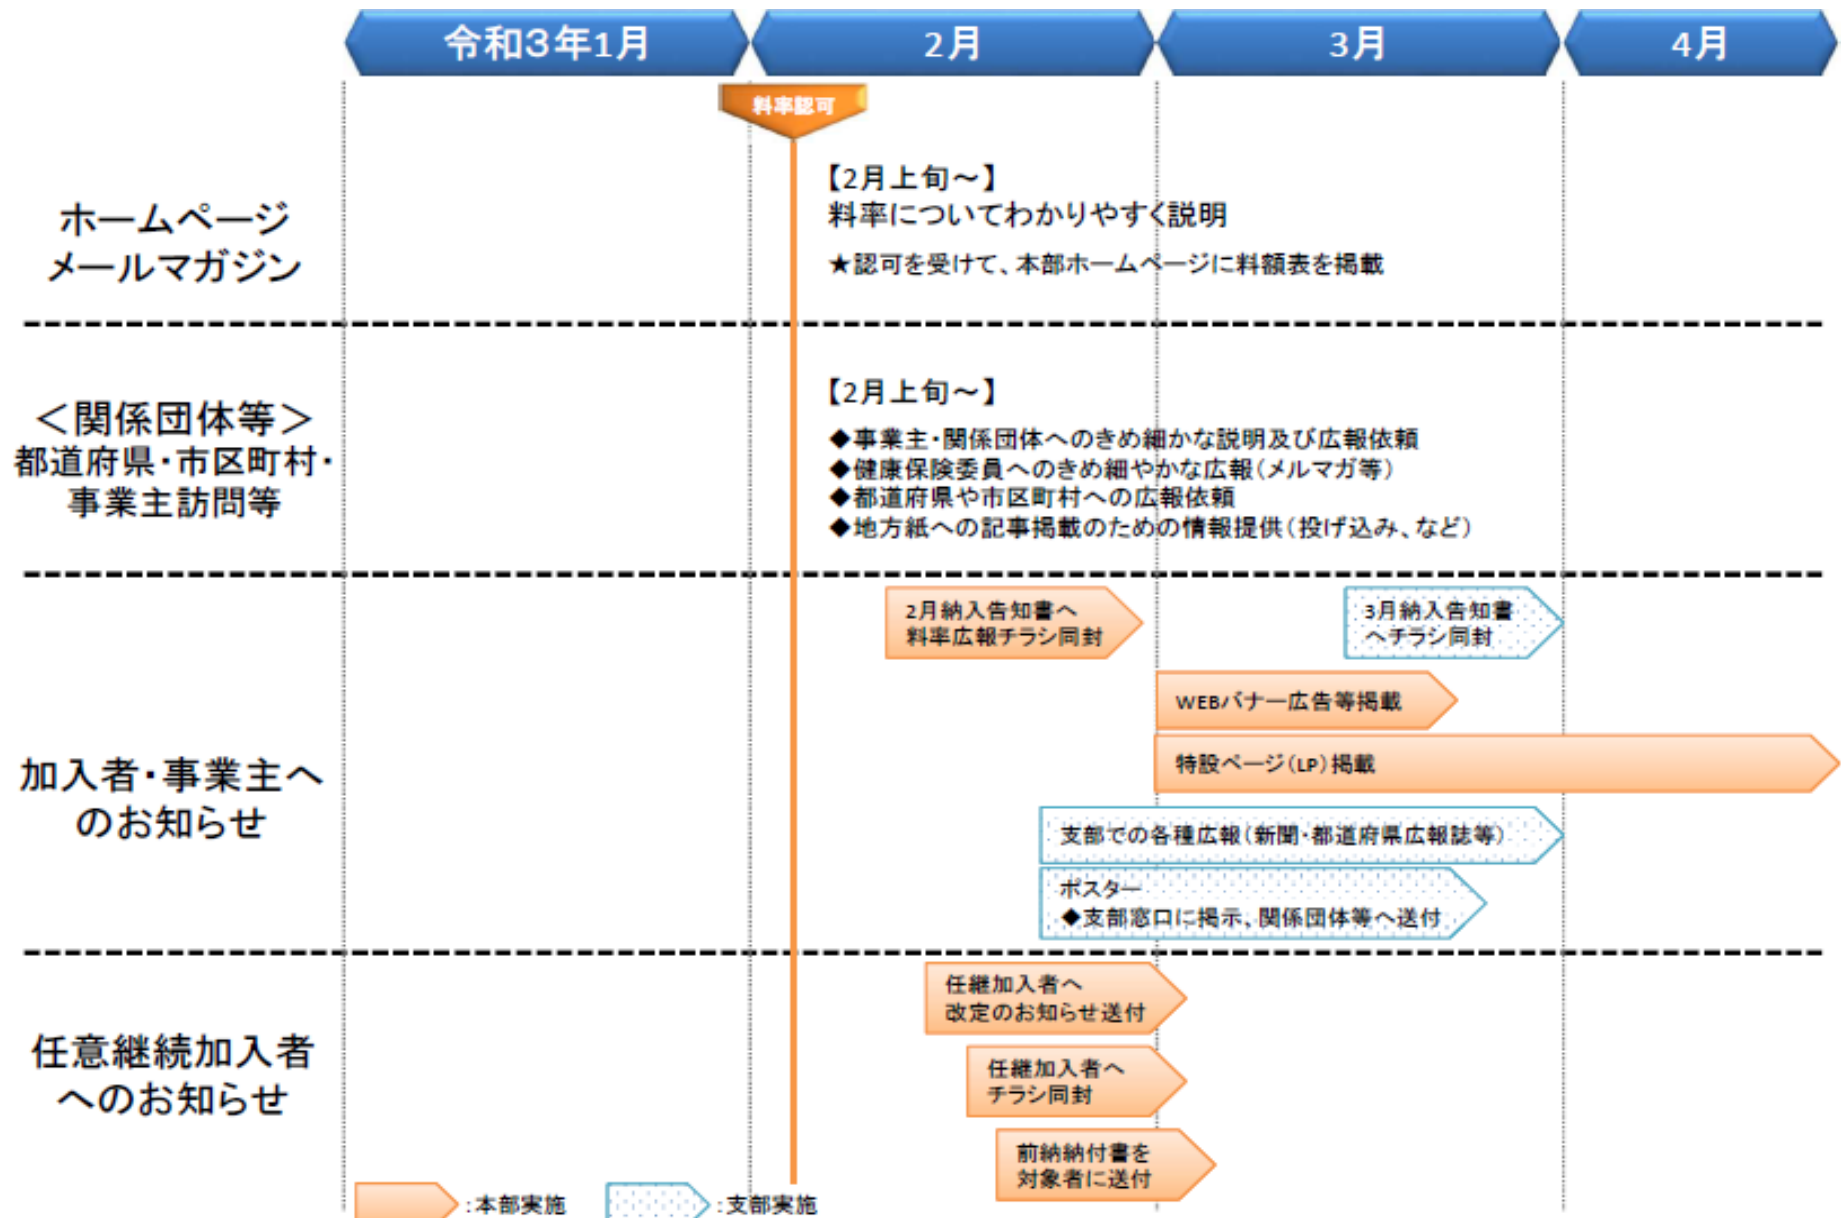 令和3年1月
2月
3月
4月
料率認可
ホームページ
メールマガジン
【2月上旬～】
料率についてわかりやすく説明
★認可を受けて、本部ホームページに料額表を掲載
＜関係団体等＞
都道府県・市区町村・
事業主訪問等
【2月上旬～】
◆事業主・関係団体へのきめ細かな説明及び広報依頼
◆健康保険委員へのきめ細やかな広報（メルマガ等）
◆都道府県や市区町村への広報依頼
◆地方紙への記事掲載のための情報提供（投げ込み、など）
加入者・事業主へ
のお知らせ
2月納入告知書へ
料率広報チラシ同封
3月納入告知書
へチラシ同封
WEBバナー広告等掲載
特設ページ（LP）掲載
支部での各種広報（新聞・都道府県広報誌等）
ポスター
◆支部窓口に掲示、関係団体等へ送付
任意継続加入者
へのお知らせ
任継加入者へ
改定のお知らせ送付
任継加入者へ
チラシ同封
前納納付書を
対象者に送付
：本部実施
：支部実施